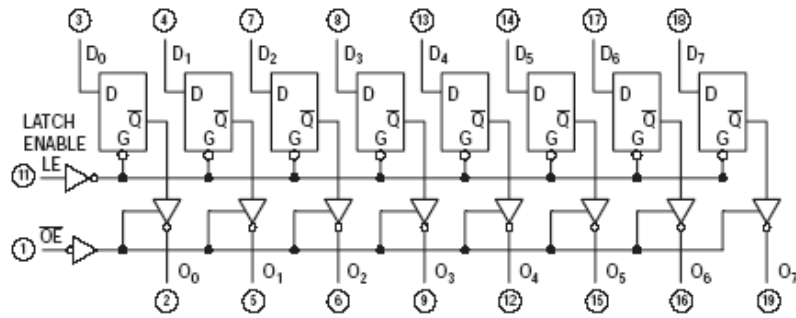 3 4 7 8 13 14 17 18
D0 D1 D2 D3 D4 D5 D6 D7
D D D D D D D D
Q̅ Q̅ Q̅ Q̅ Q̅ Q̅ Q̅ Q̅
G G G G G G G G
LATCH
ENABLE
11 LE
1 O̅E̅
O0 O1 O2 O3 O4 O5 O6 O7
2 5 6 9 12 15 16 19